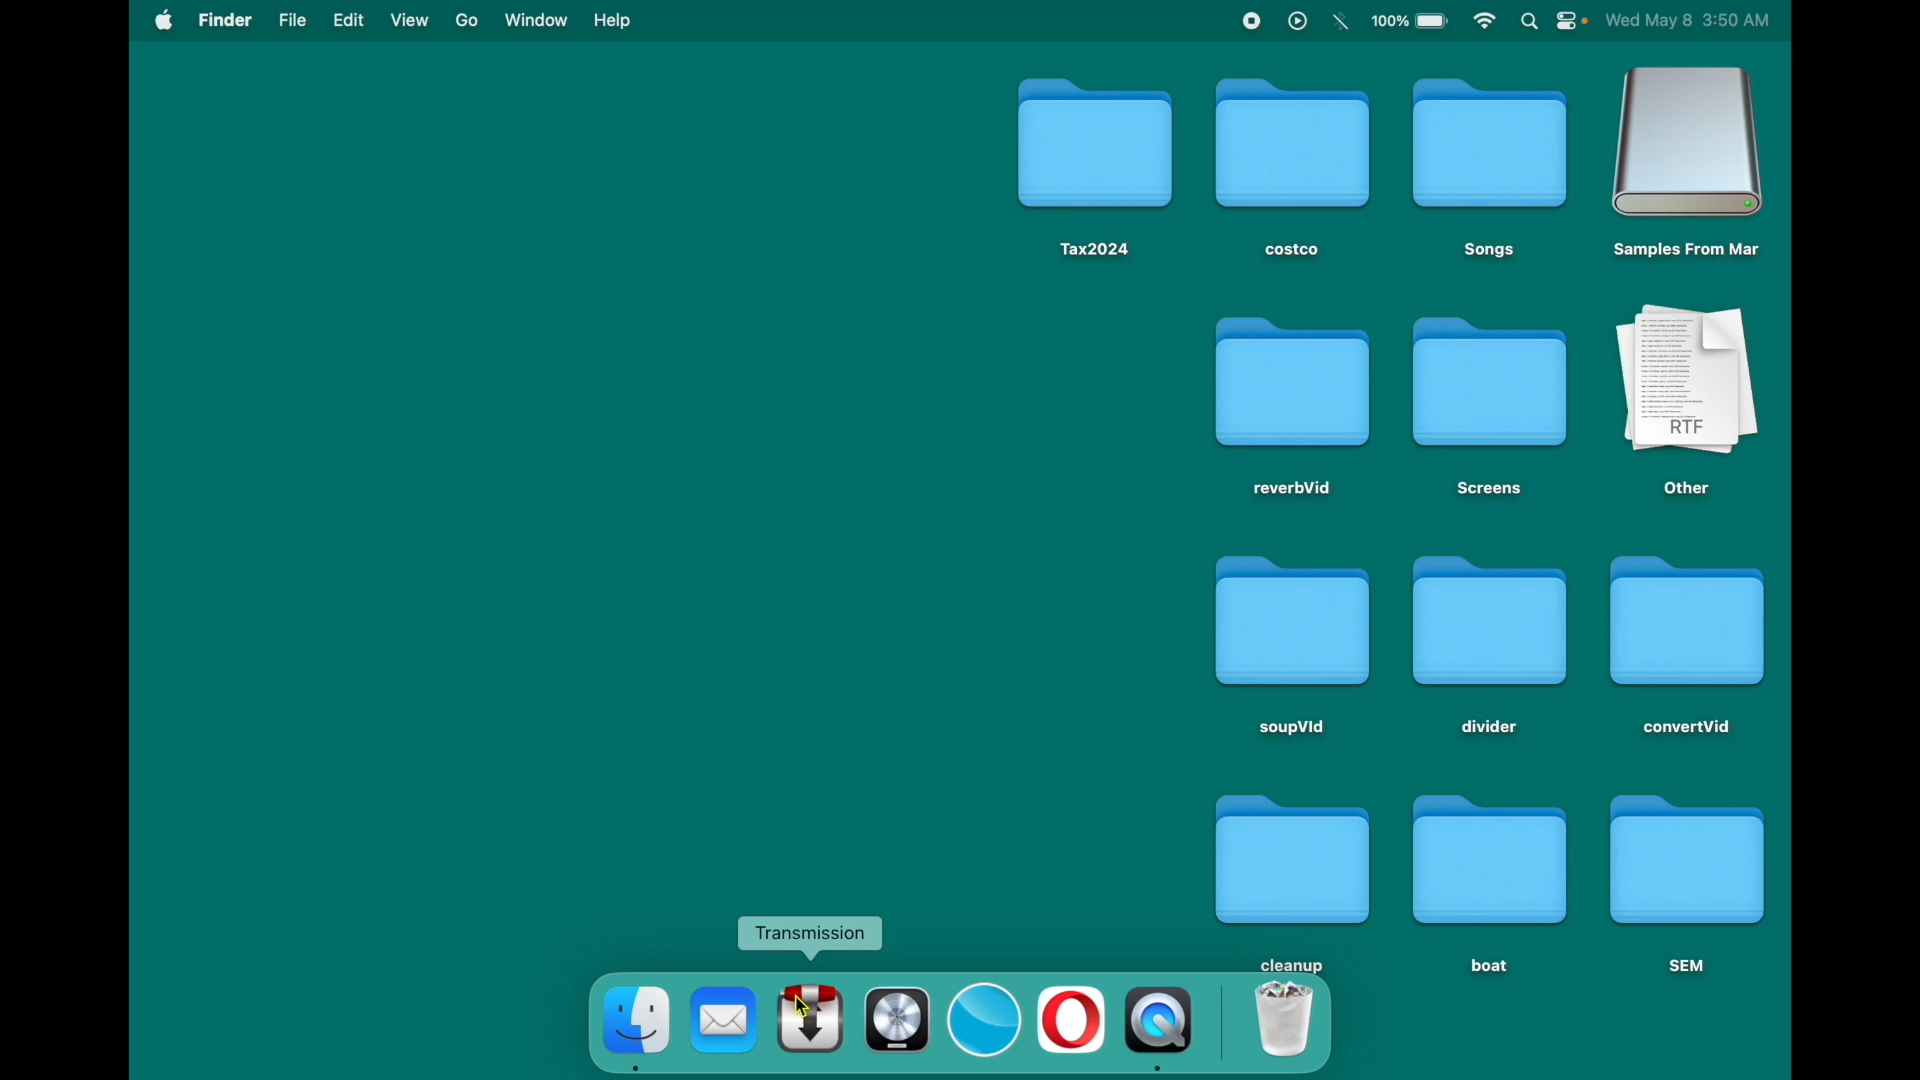 Finder File Edit View Go Window Help 100% Wed May 8 3:50 AM
Tax2024 costco Songs Samples From Mar
RTF
reverbVid Screens Other
soupVId divider convertVid
Transmission
cleanup boat SEM